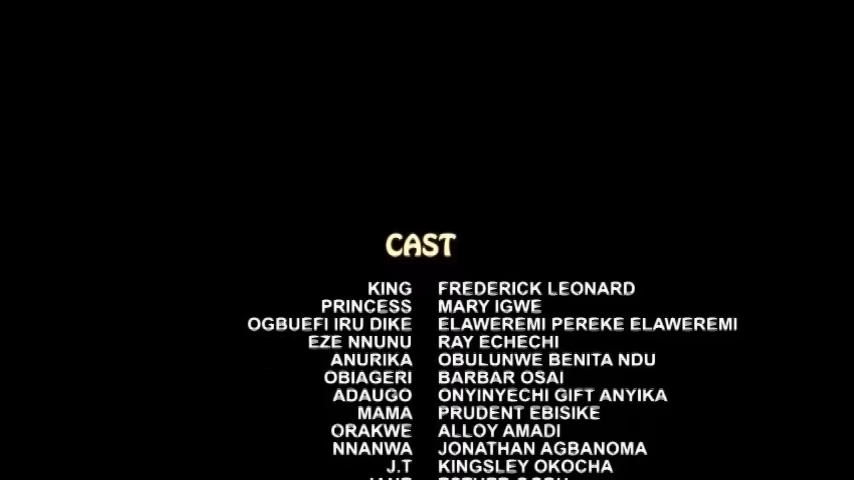 CAST
KING FREDERICK LEONARD
PRINCESS MARY IGWE
OGBUEFI IRU DIKE ELAWEREMI PEREKE ELAWEREMI
EZE NNUNU RAY ECHECHI
ANURIKA OBULUNWE BENITA NDU
OBIAGERI BARBAR OSAI
ADAUGO ONYINYECHI GIFT ANYIKA
MAMA PRUDENT EBISIKE
ORAKWE ALLOY AMADI
NNANWA JONATHAN AGBANOMA
J.T KINGSLEY OKOCHA